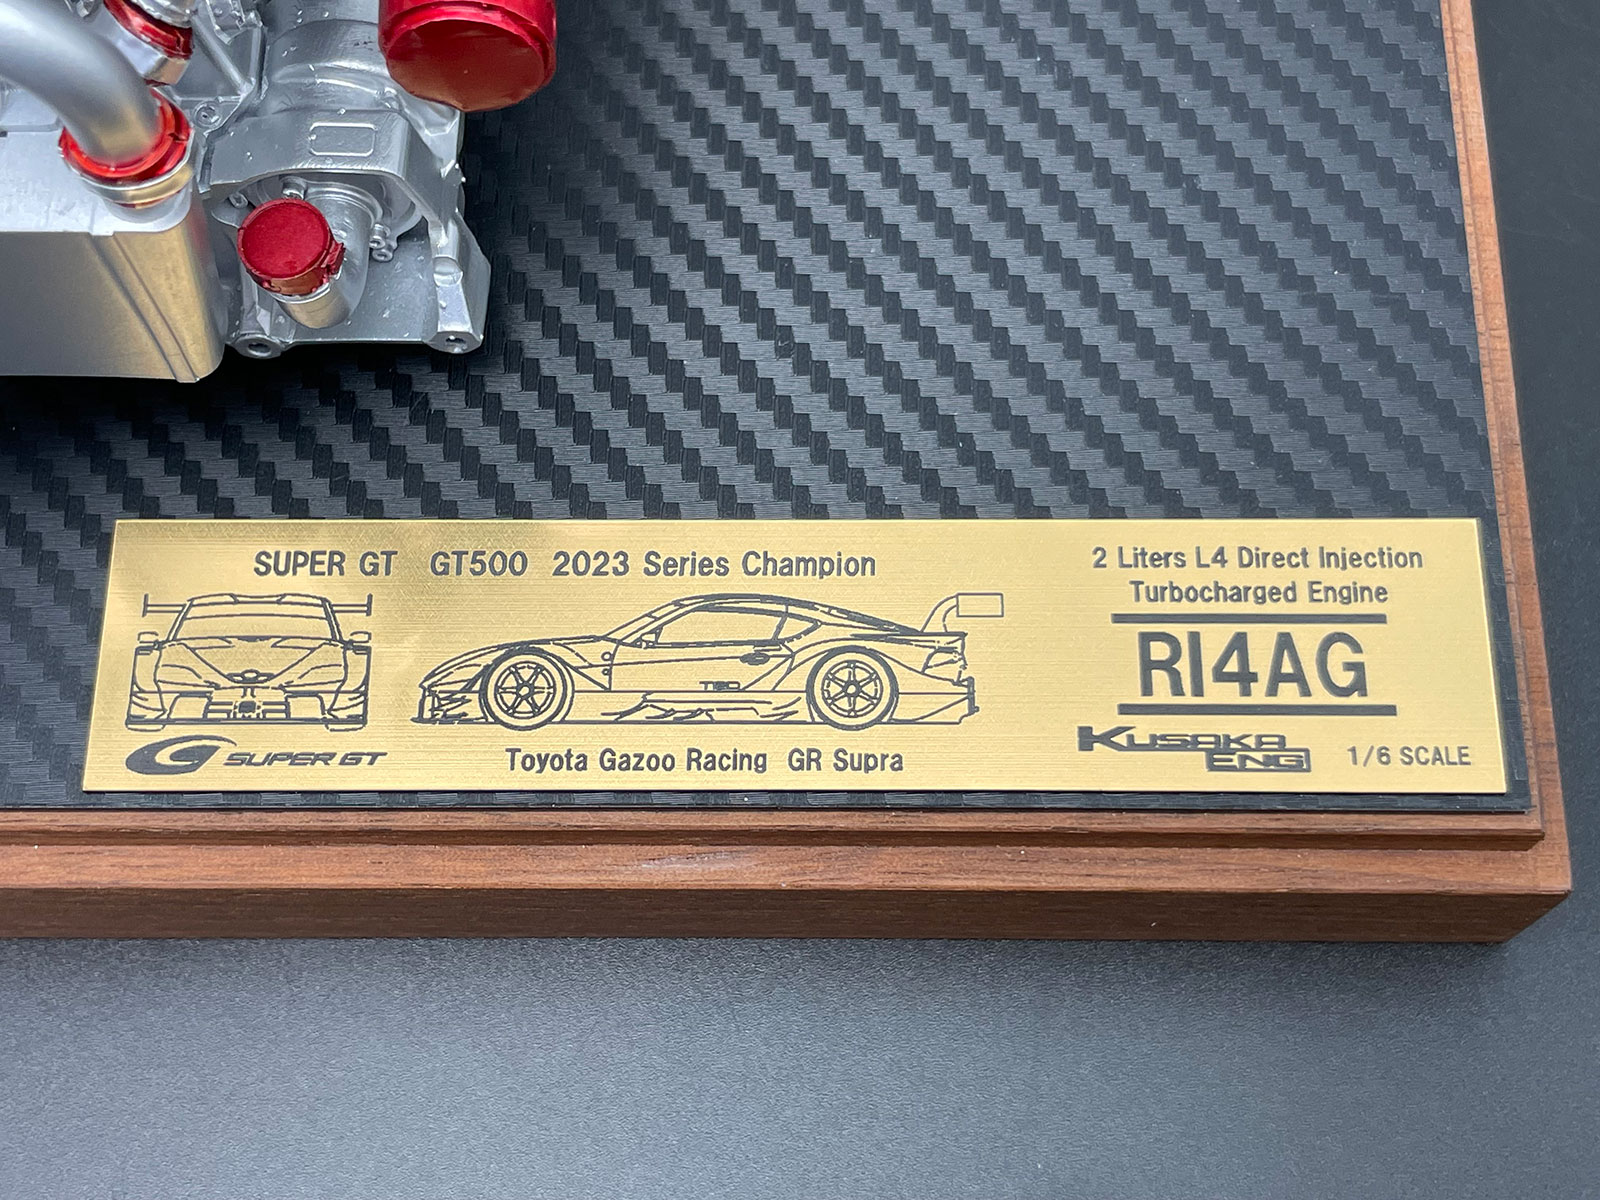 SUPER GT GT500 2023 Series Champion
TRD
SUPER GT
Toyota Gazoo Racing GR Supra
2 Liters L4 Direct Injection
Turbocharged Engine
RI4AG
KUSAKA
ENG
1/6 SCALE